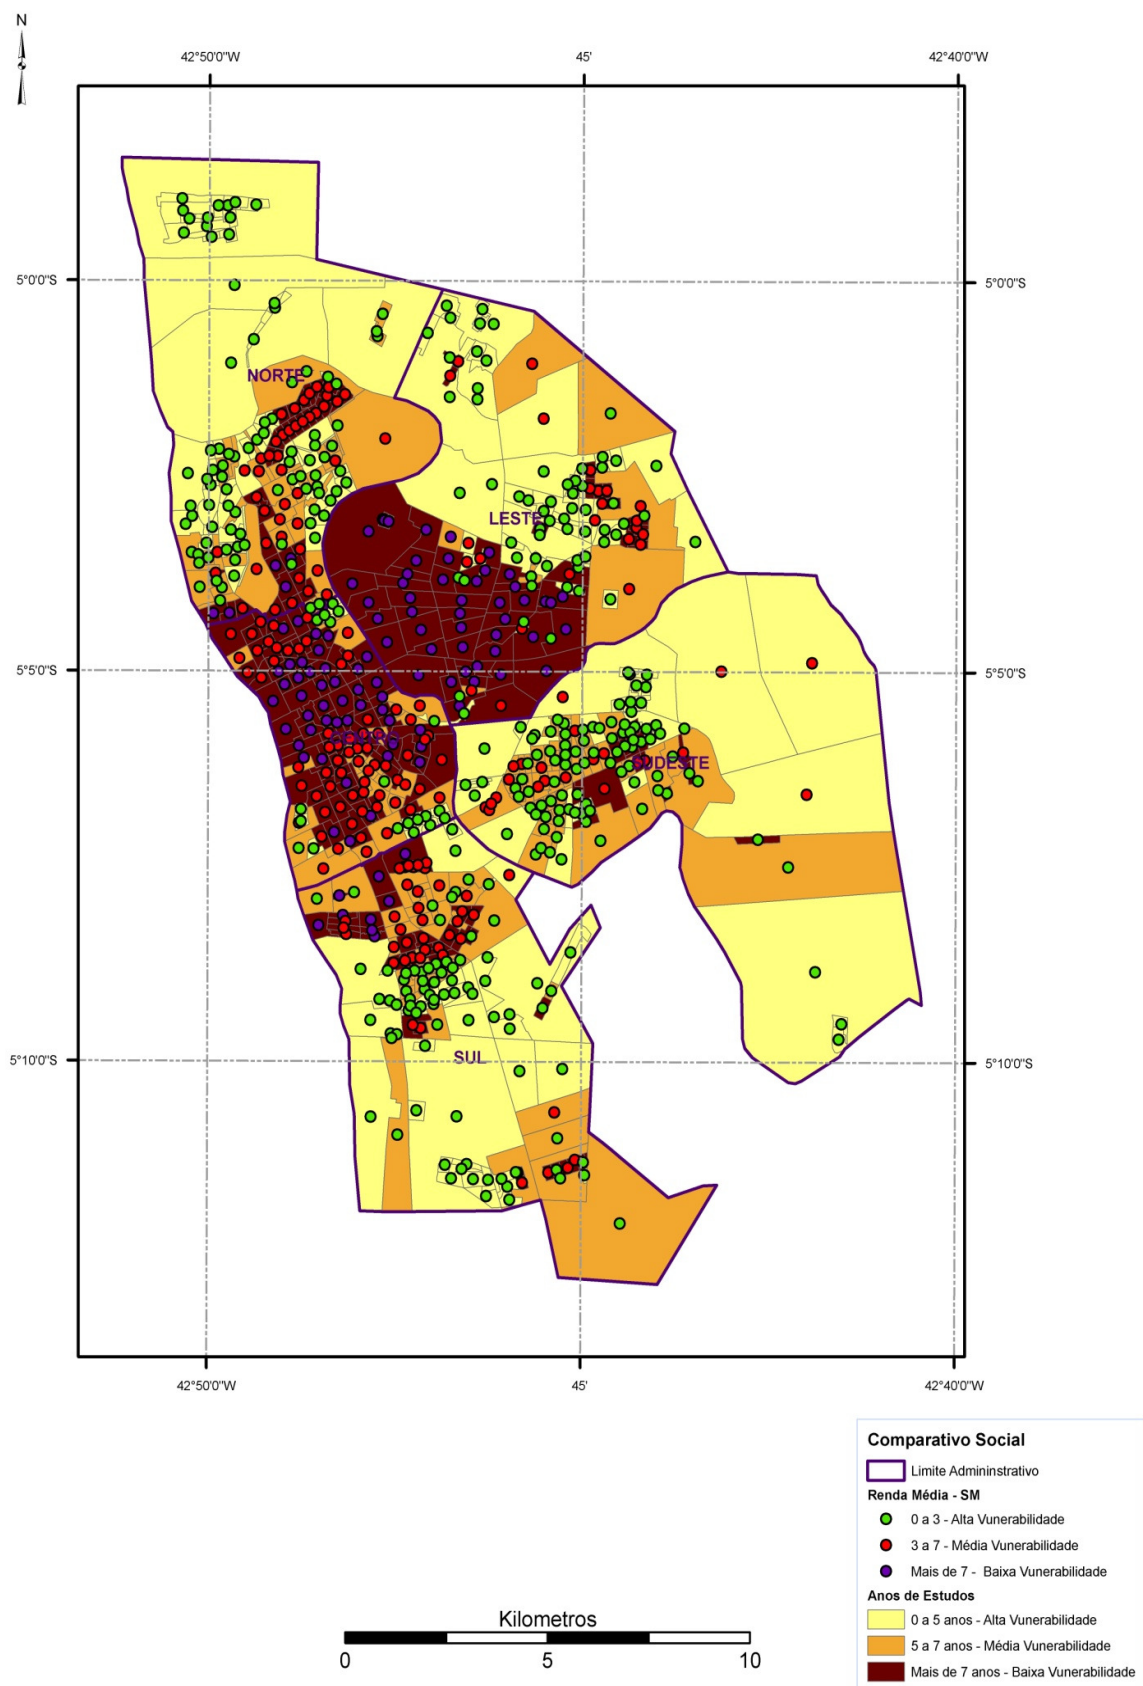 N
42°50'0"W 45' 42°40'0"W
5°0'0"S 5°0'0"S
NORTE
LESTE
5°5'0"S 5°5'0"S
SUDESTE
5°10'0"S 5°10'0"S
SUL
42°50'0"W 45' 42°40'0"W
Comparativo Social
Limite Admininstrativo
Renda Média - SM
0 a 3 - Alta Vunerabilidade
3 a 7 - Média Vunerabilidade
Mais de 7 - Baixa Vunerabilidade
Anos de Estudos
0 a 5 anos - Alta Vunerabilidade
5 a 7 anos - Média Vunerabilidade
Mais de 7 anos - Baixa Vunerabilidade
Kilometros
0 5 10